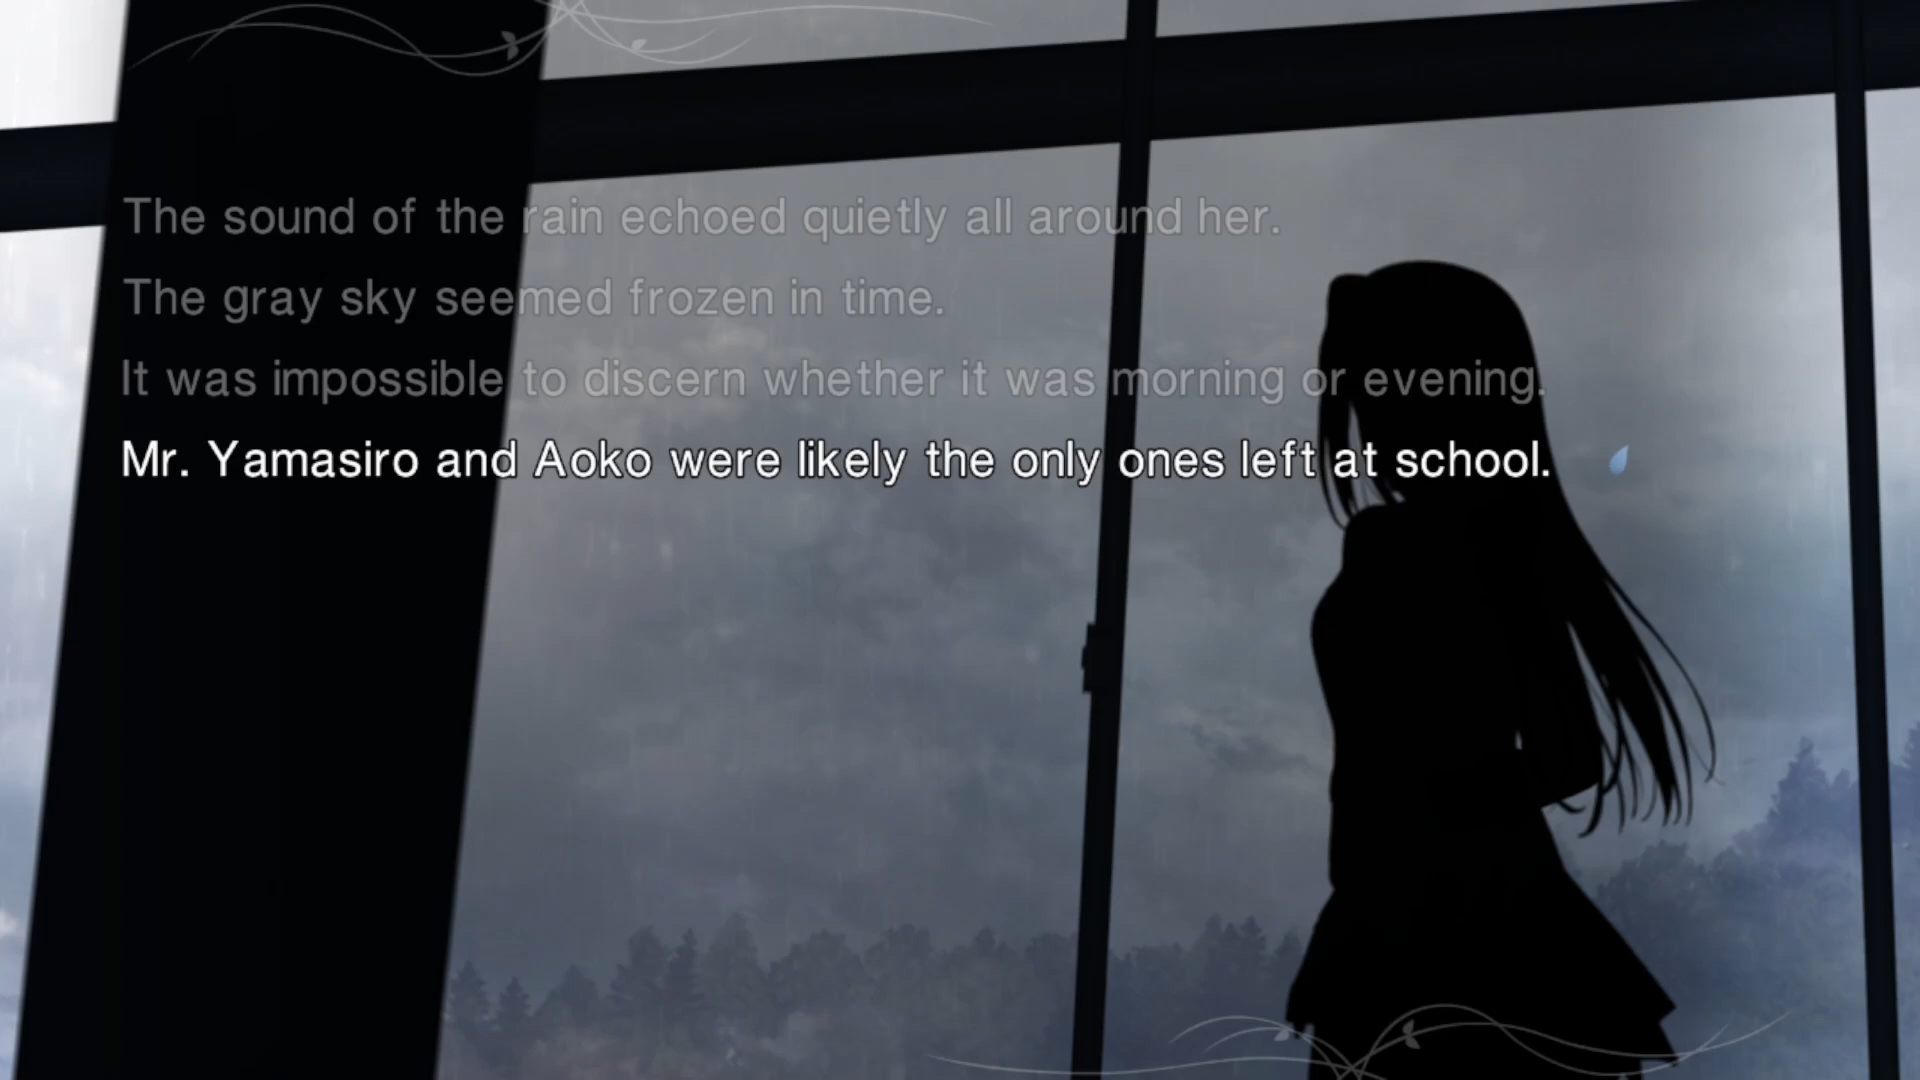 The sound of the rain echoed quietly all around her.
The gray sky seemed frozen in time.
It was impossible to discern whether it was morning or evening.
Mr. Yamasiro and Aoko were likely the only ones left at school.